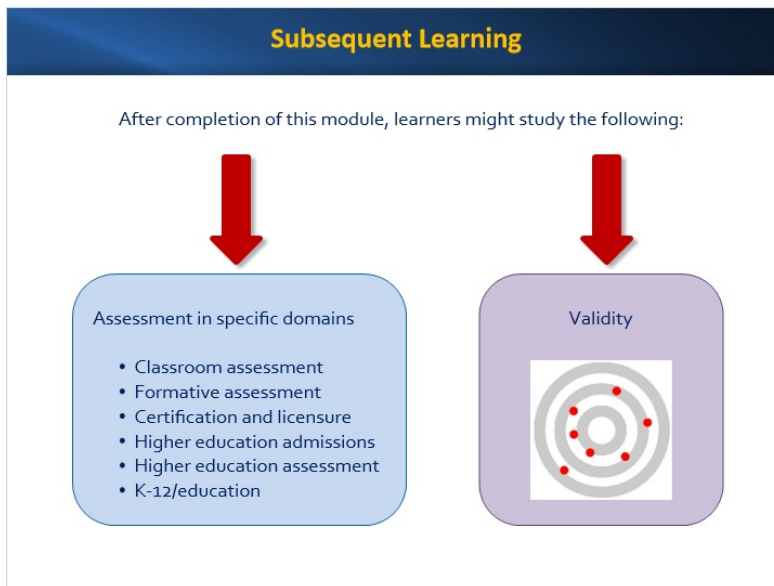 Subsequent Learning
After completion of this module, learners might study the following:
Assessment in specific domains
• Classroom assessment
• Formative assessment
• Certification and licensure
• Higher education admissions
• Higher education assessment
• K-12/education
Validity